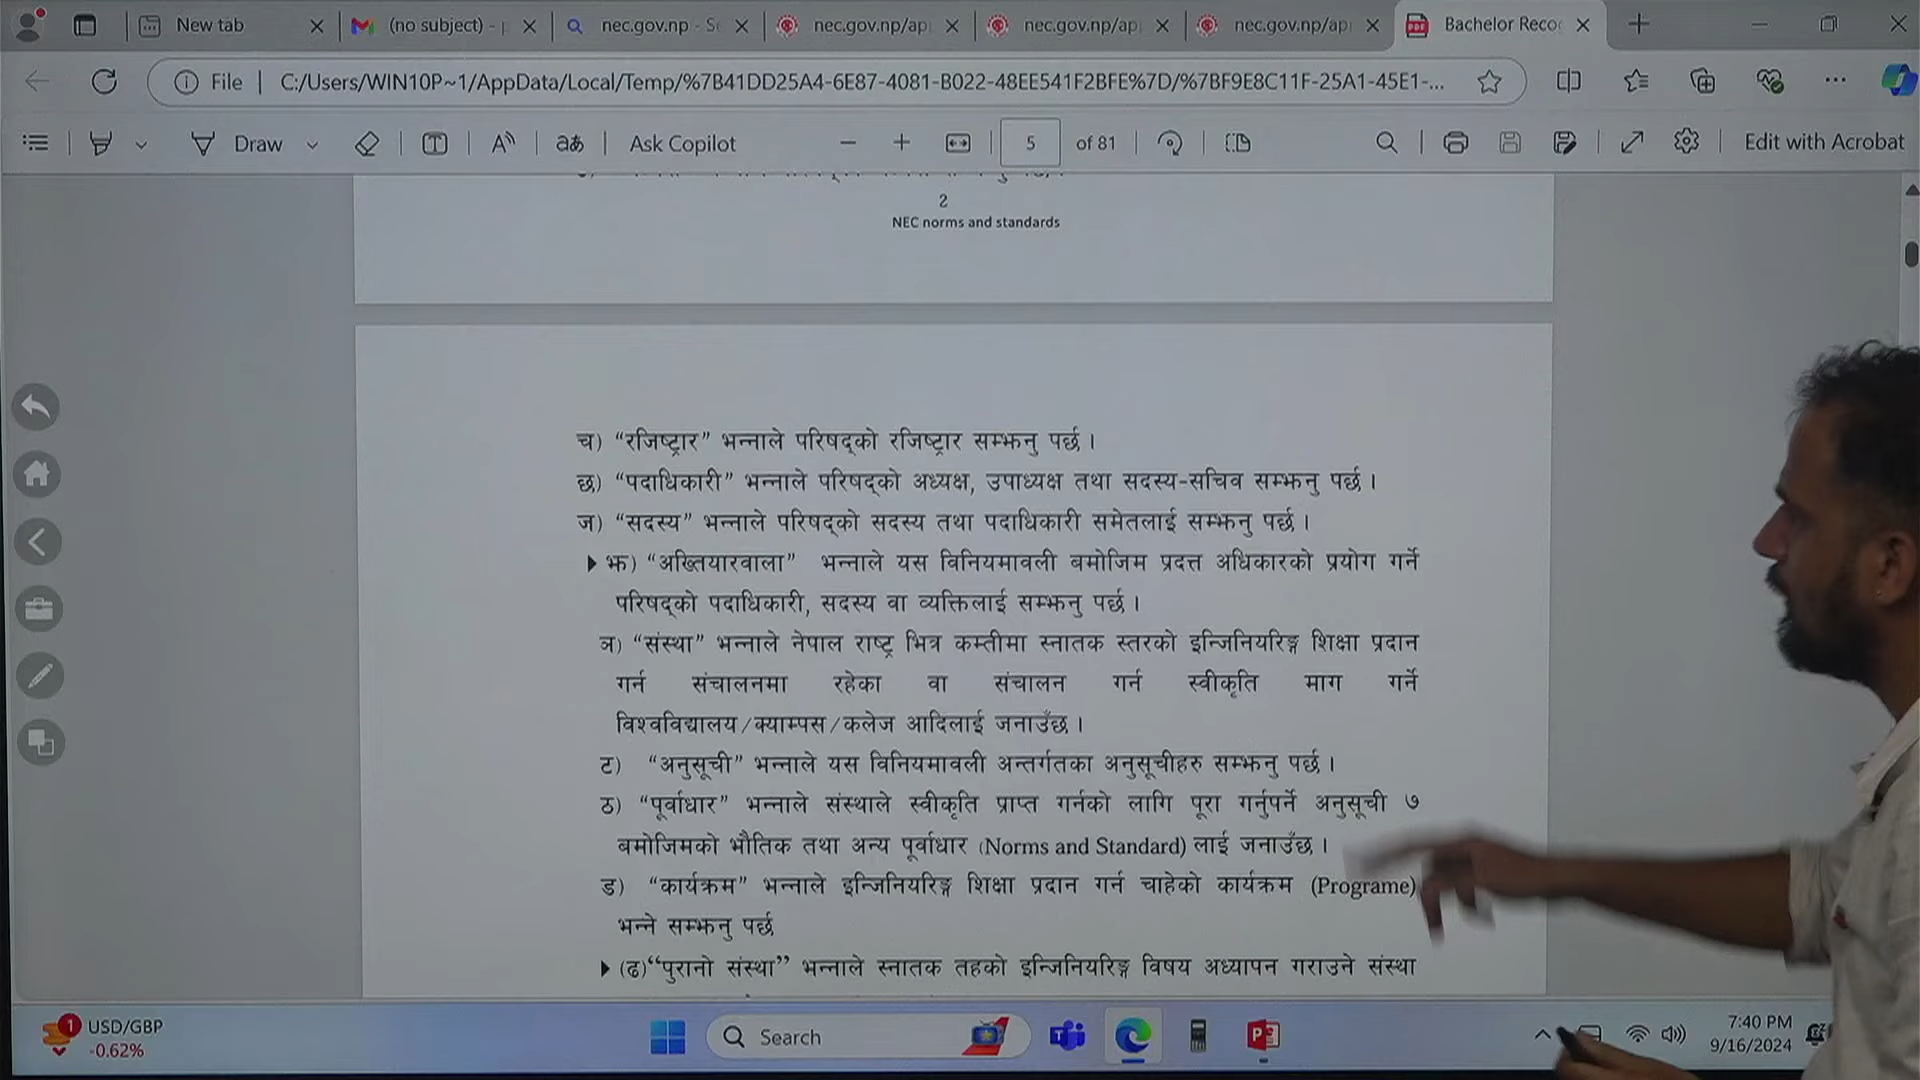 New tab
(no subject) - p
nec.gov.np - Se
nec.gov.np/ap
nec.gov.np/ap
nec.gov.np/ap
Bachelor Reco
File
C:/Users/WIN10P~1/AppData/Local/Temp/%7B41DD25A4-6E87-4081-B022-48EE541F2BFE%7D/%7BF9E8C11F-25A1-45E1-...
Draw
Ask Copilot
5 of 81
Edit with Acrobat
2
NEC norms and standards
च) “रजिष्ट्रार” भन्नाले परिषद्को रजिष्ट्रार सम्झनु पर्छ ।
छ) “पदाधिकारी” भन्नाले परिषद्को अध्यक्ष, उपाध्यक्ष तथा सदस्य-सचिव सम्झनु पर्छ ।
ज) “सदस्य” भन्नाले परिषद्को सदस्य तथा पदाधिकारी समेतलाई सम्झनु पर्छ ।
झ) “अख्तियारवाला” भन्नाले यस विनियमावली बमोजिम प्रदत्त अधिकारको प्रयोग गर्ने
परिषद्को पदाधिकारी, सदस्य वा व्यक्तिलाई सम्झनु पर्छ ।
ञ) “संस्था” भन्नाले नेपाल राष्ट्र भित्र कम्तीमा स्नातक स्तरको इन्जिनियरिङ्ग शिक्षा प्रदान
गर्न संचालनमा रहेका वा संचालन गर्न स्वीकृति माग गर्ने
विश्वविद्यालय/क्याम्पस/कलेज आदिलाई जनाउँछ ।
ट) “अनुसूची” भन्नाले यस विनियमावली अन्तर्गतका अनुसूचीहरु सम्झनु पर्छ ।
ठ) “पूर्वाधार” भन्नाले संस्थाले स्वीकृति प्राप्त गर्नको लागि पूरा गर्नुपर्ने अनुसूची ७
बमोजिमको भौतिक तथा अन्य पूर्वाधार (Norms and Standard) लाई जनाउँछ ।
ड) “कार्यक्रम” भन्नाले इन्जिनियरिङ्ग शिक्षा प्रदान गर्न चाहेको कार्यक्रम (Programe)
भन्ने सम्झनु पर्छ
(ढ)“पुरानो संस्था” भन्नाले स्नातक तहको इन्जिनियरिङ्ग विषय अध्यापन गराउने संस्था
1
USD/GBP
-0.62%
Search
7:40 PM
9/16/2024